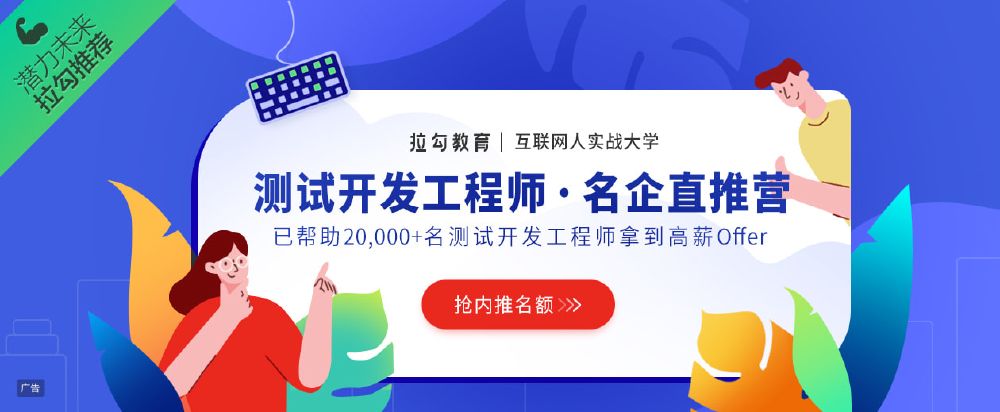 潜力未来
拉勾推荐
拉勾教育 | 互联网人实战大学
测试开发工程师·名企直推营
已帮助20,000+名测试开发工程师拿到高薪Offer
抢内推名额 >>>
广告